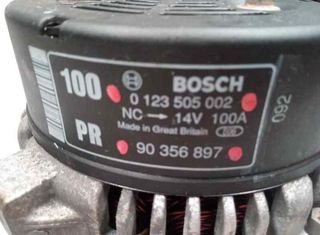 100
BOSCH
0 123 505 002
NC → 14V 100A
Made in Great Britain
PR
90 356 897
092